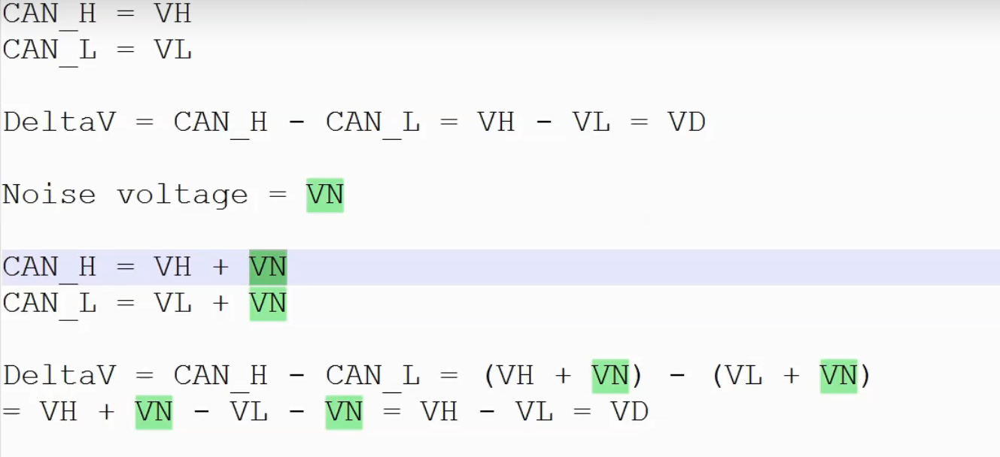 CAN_H = VH
CAN_L = VL
DeltaV = CAN_H - CAN_L = VH - VL = VD
Noise voltage = VN
CAN_H = VH + VN
CAN_L = VL + VN
DeltaV = CAN_H - CAN_L = (VH + VN) - (VL + VN)
= VH + VN - VL - VN = VH - VL = VD